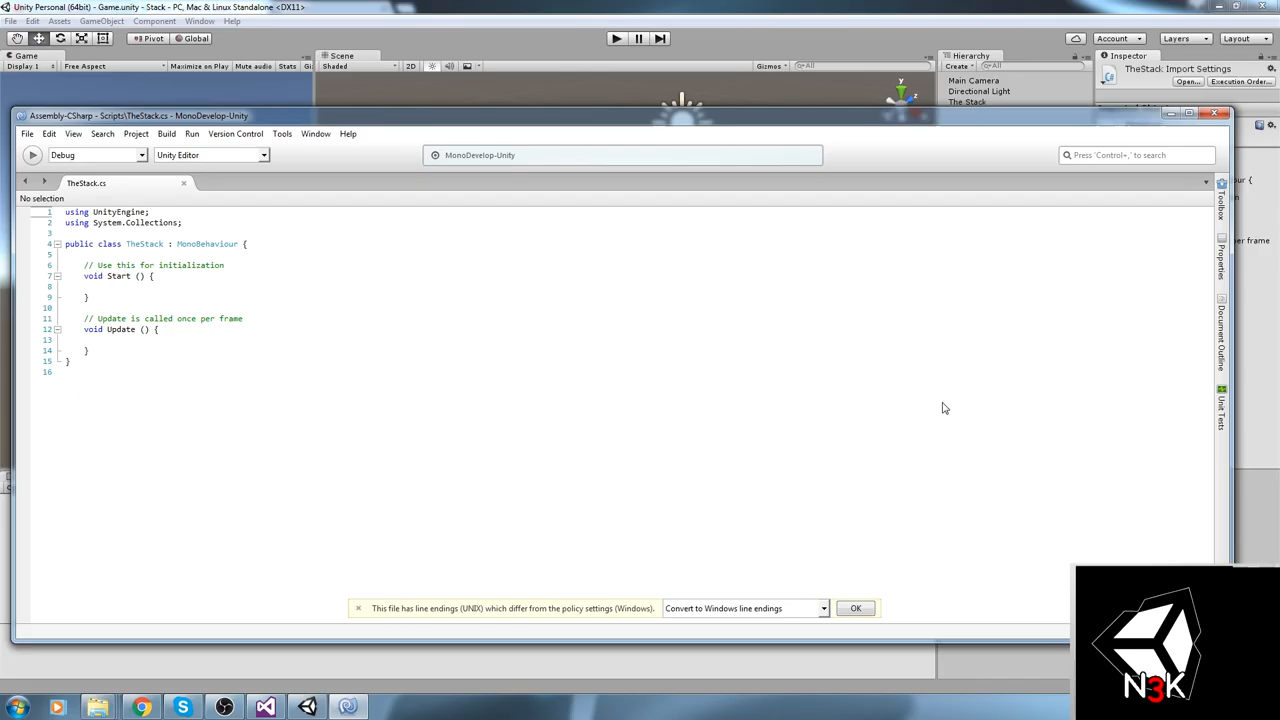 Unity Personal (64bit) - Game.unity - Stack - PC, Mac & Linux Standalone <DX11>
File Edit Assets GameObject Component Window Help
Pivot Global Account Layers Layout
Game Scene Hierarchy Inspector
Display 1 Free Aspect Maximize on Play Mute audio Stats Shaded 2D Gizmos All Create All
TheStack: Import Settings
Open... Execution Order...
Main Camera
Directional Light
The Stack
Assembly-CSharp - Scripts\TheStack.cs - MonoDevelop-Unity
File Edit View Search Project Build Run Version Control Tools Window Help
Debug Unity Editor MonoDevelop-Unity Press 'Control+,' to search
TheStack.cs
No selection
1 using UnityEngine;
2 using System.Collections;
3
4 public class TheStack : MonoBehaviour {
5
6 // Use this for initialization
7 void Start () {
8
9 }
10
11 // Update is called once per frame
12 void Update () {
13
14 }
15 }
16
Toolbox
Properties
Document Outline
Unit Tests
This file has line endings (UNIX) which differ from the policy settings (Windows). Convert to Windows line endings OK
N3K